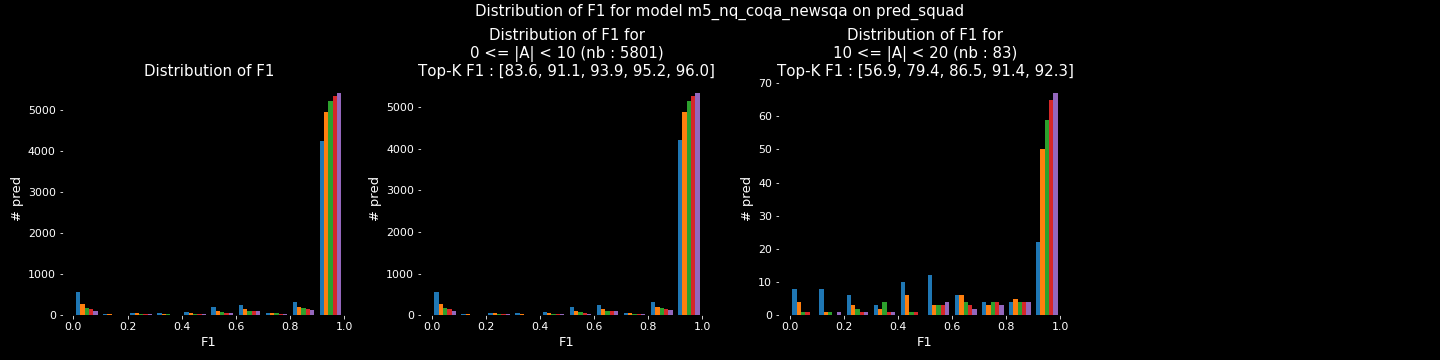 Distribution of F1 for model m5_nq_coqa_newsqa on pred_squad
Distribution of F1
5000
4000
3000
2000
1000
0
# pred
0.0 0.2 0.4 0.6 0.8 1.0
F1
Distribution of F1 for
0 <= |A| < 10 (nb : 5801)
Top-K F1 : [83.6, 91.1, 93.9, 95.2, 96.0]
5000
4000
3000
2000
1000
0
# pred
0.0 0.2 0.4 0.6 0.8 1.0
F1
Distribution of F1 for
10 <= |A| < 20 (nb : 83)
Top-K F1 : [56.9, 79.4, 86.5, 91.4, 92.3]
70
60
50
40
30
20
10
0
# pred
0.0 0.2 0.4 0.6 0.8 1.0
F1